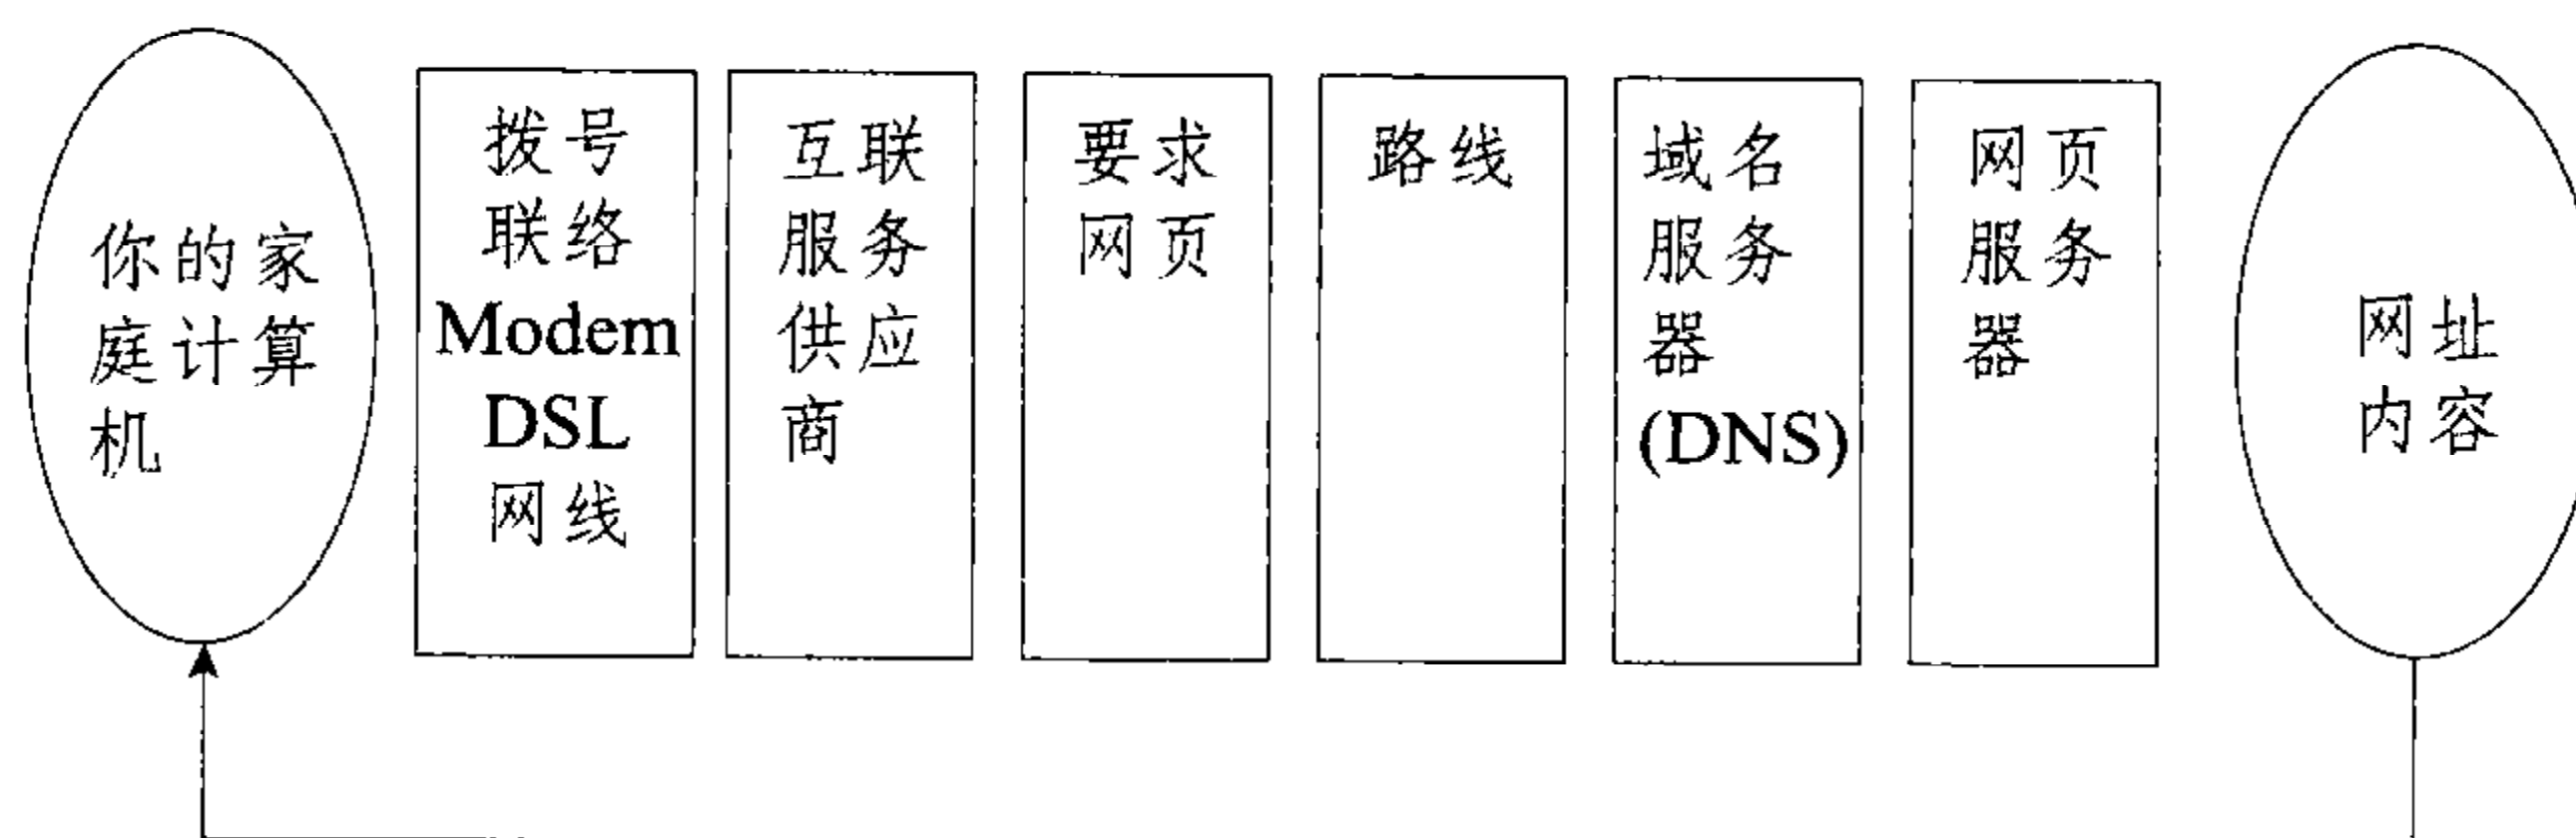 你的家
庭计算
机
拨号
联络
Modem
DSL
网线
互联
服务
供应
商
要求
网页
路线
域名
服务
器
(DNS)
网页
服务
器
网址
内容